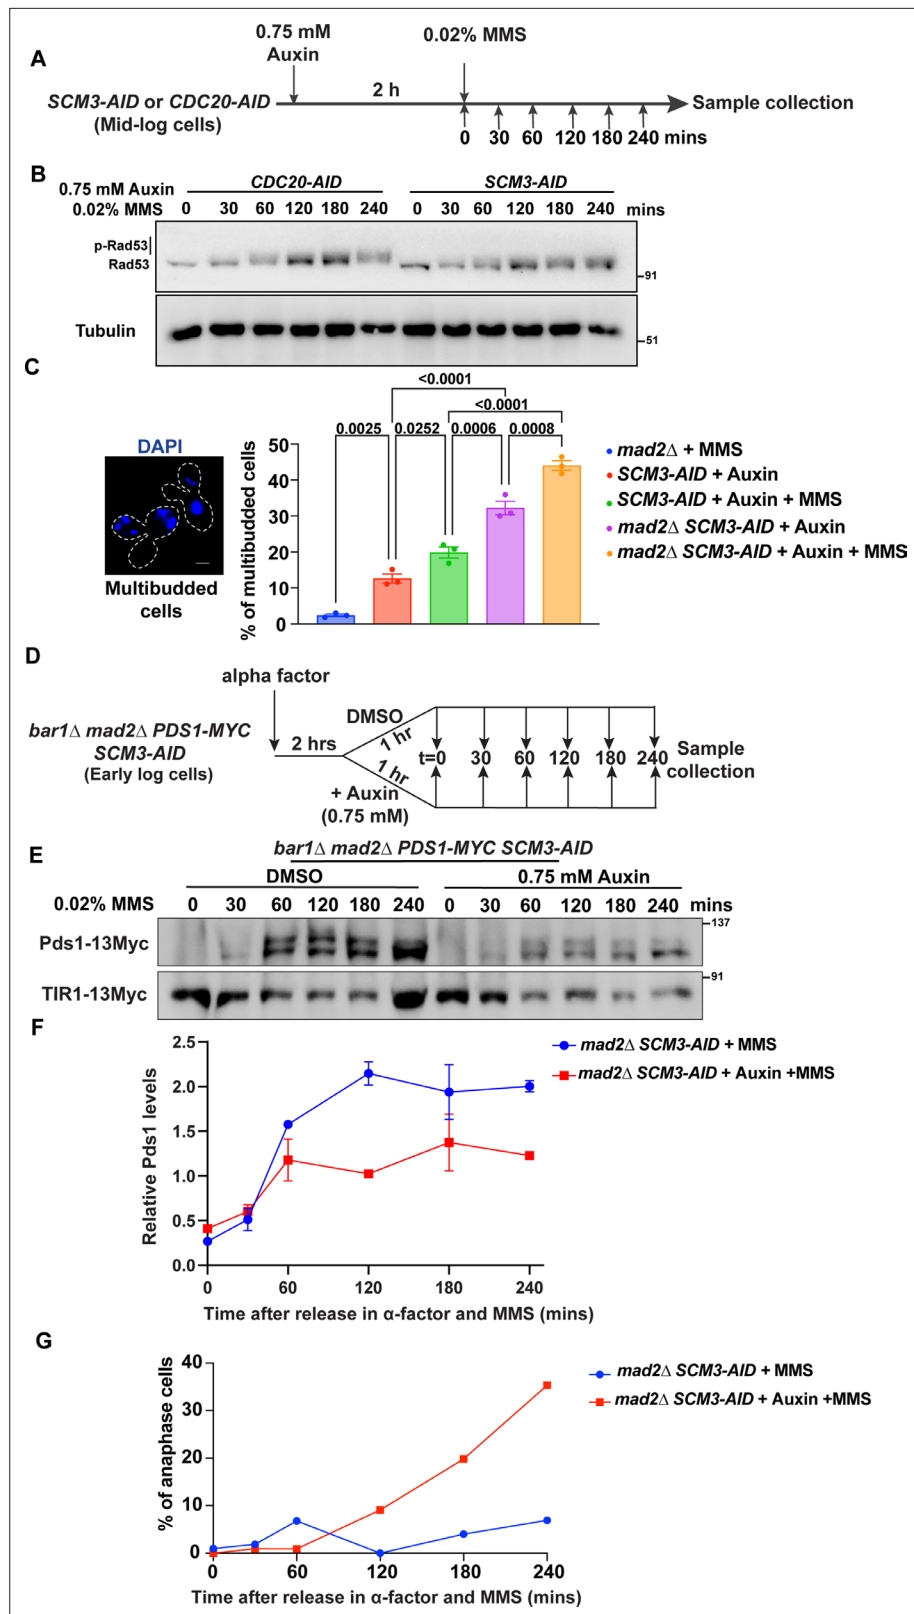 A
0.75 mM
Auxin
0.02% MMS
SCM3-AID or CDC20-AID
(Mid-log cells)
2 h
Sample collection
0 30 60 120 180 240 mins
B
0.75 mM Auxin
CDC20-AID SCM3-AID
0.02% MMS 0 30 60 120 180 240 0 30 60 120 180 240 mins
p-Rad53
Rad53
91
Tubulin
51
C
<0.0001
<0.0001
0.0025 0.0252 0.0006 0.0008
DAPI
Multibudded
cells
% of multibudded cells
50
40
30
20
10
0
mad2Δ + MMS
SCM3-AID + Auxin
SCM3-AID + Auxin + MMS
mad2Δ SCM3-AID + Auxin
mad2Δ SCM3-AID + Auxin + MMS
D
alpha factor
bar1Δ mad2Δ PDS1-MYC
SCM3-AID
(Early log cells)
2 hrs
DMSO
1 hr
1 hr
+ Auxin
(0.75 mM)
t=0 30 60 120 180 240
Sample
collection
E
bar1Δ mad2Δ PDS1-MYC SCM3-AID
DMSO 0.75 mM Auxin
0.02% MMS 0 30 60 120 180 240 0 30 60 120 180 240 mins
137
Pds1-13Myc
91
TIR1-13Myc
F
Relative Pds1 levels
2.5
2.0
1.5
1.0
0.5
0.0
0 60 120 180 240
Time after release in α-factor and MMS (mins)
mad2Δ SCM3-AID + MMS
mad2Δ SCM3-AID + Auxin +MMS
G
% of anaphase cells
40
30
20
10
0
0 60 120 180 240
Time after release in α-factor and MMS (mins)
mad2Δ SCM3-AID + MMS
mad2Δ SCM3-AID + Auxin +MMS